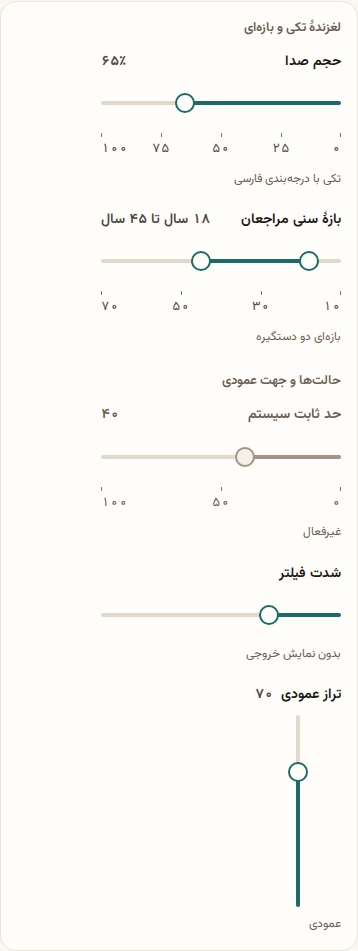 لغزندهٔ تکی و بازه‌ای
حجم صدا ۶۵٪
۰ ۲۵ ۵۰ ۷۵ ۱۰۰
تکی با درجه‌بندی فارسی
بازهٔ سنی مراجعان ۱۸ سال تا ۴۵ سال
۱۰ ۳۰ ۵۰ ۷۰
بازه‌ای دو دستگیره
حالت‌ها و جهت عمودی
حد ثابت سیستم ۴۰
۰ ۵۰ ۱۰۰
غیرفعال
شدت فیلتر
بدون نمایش خروجی
تراز عمودی ۷۰
عمودی